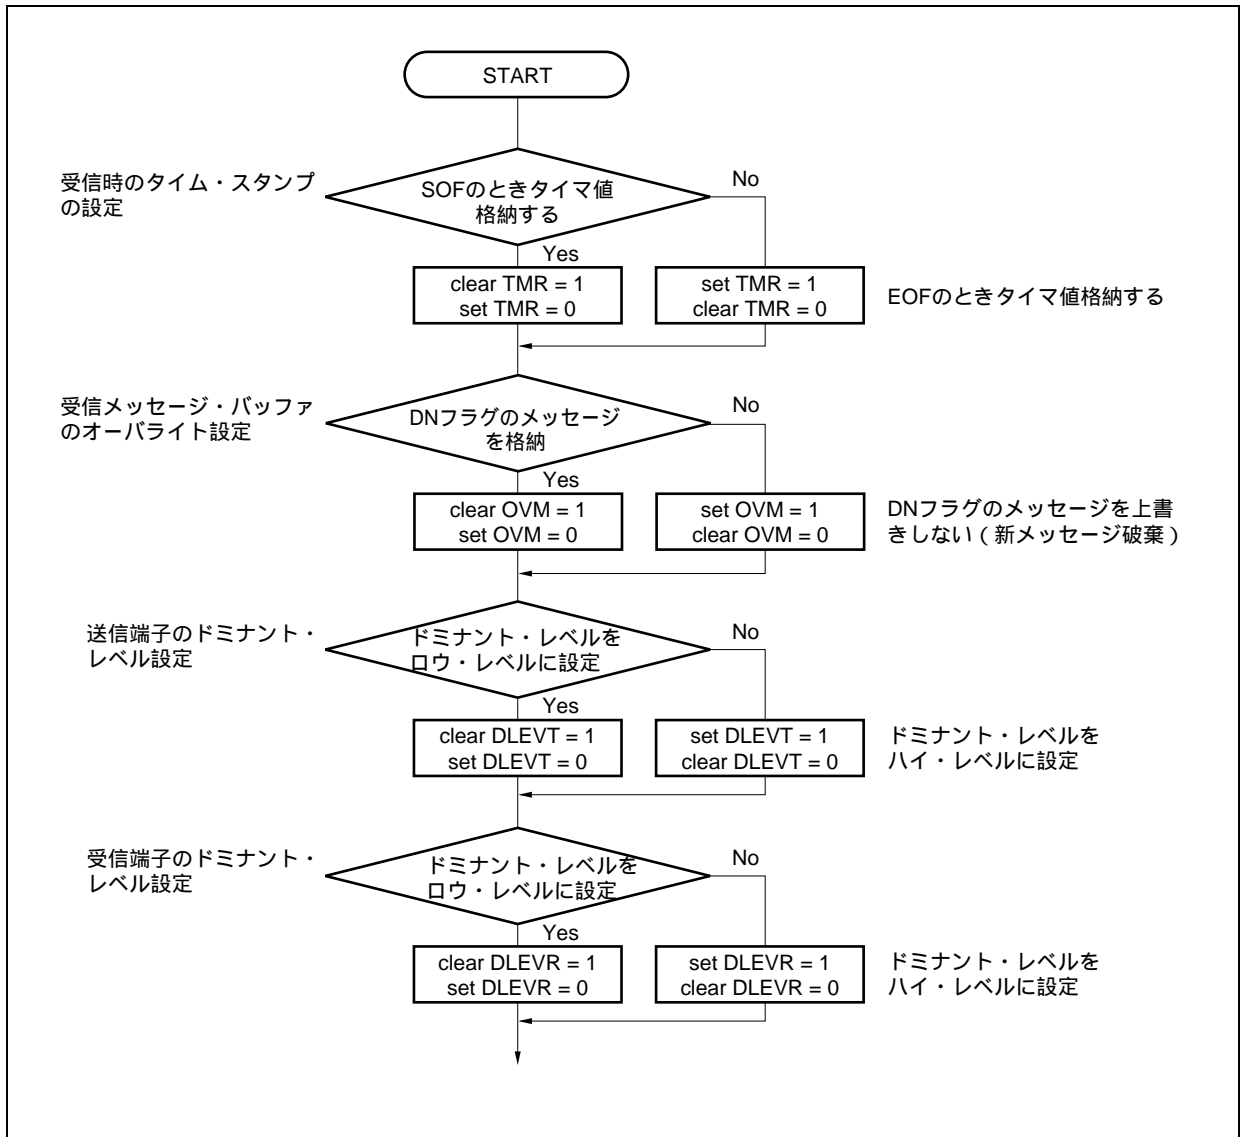 START
受信時のタイム・スタンプ
の設定
SOFのときタイマ値
格納する
No
Yes
clear TMR = 1
set TMR = 0
set TMR = 1
clear TMR = 0
EOFのときタイマ値格納する
受信メッセージ・バッファ
のオーバライト設定
DNフラグのメッセージ
を格納
No
Yes
clear OVM = 1
set OVM = 0
set OVM = 1
clear OVM = 0
DNフラグのメッセージを上書
きしない（新メッセージ破棄）
送信端子のドミナント・
レベル設定
ドミナント・レベルを
ロウ・レベルに設定
No
Yes
clear DLEVT = 1
set DLEVT = 0
set DLEVT = 1
clear DLEVT = 0
ドミナント・レベルを
ハイ・レベルに設定
受信端子のドミナント・
レベル設定
ドミナント・レベルを
ロウ・レベルに設定
No
Yes
clear DLEVR = 1
set DLEVR = 0
set DLEVR = 1
clear DLEVR = 0
ドミナント・レベルを
ハイ・レベルに設定